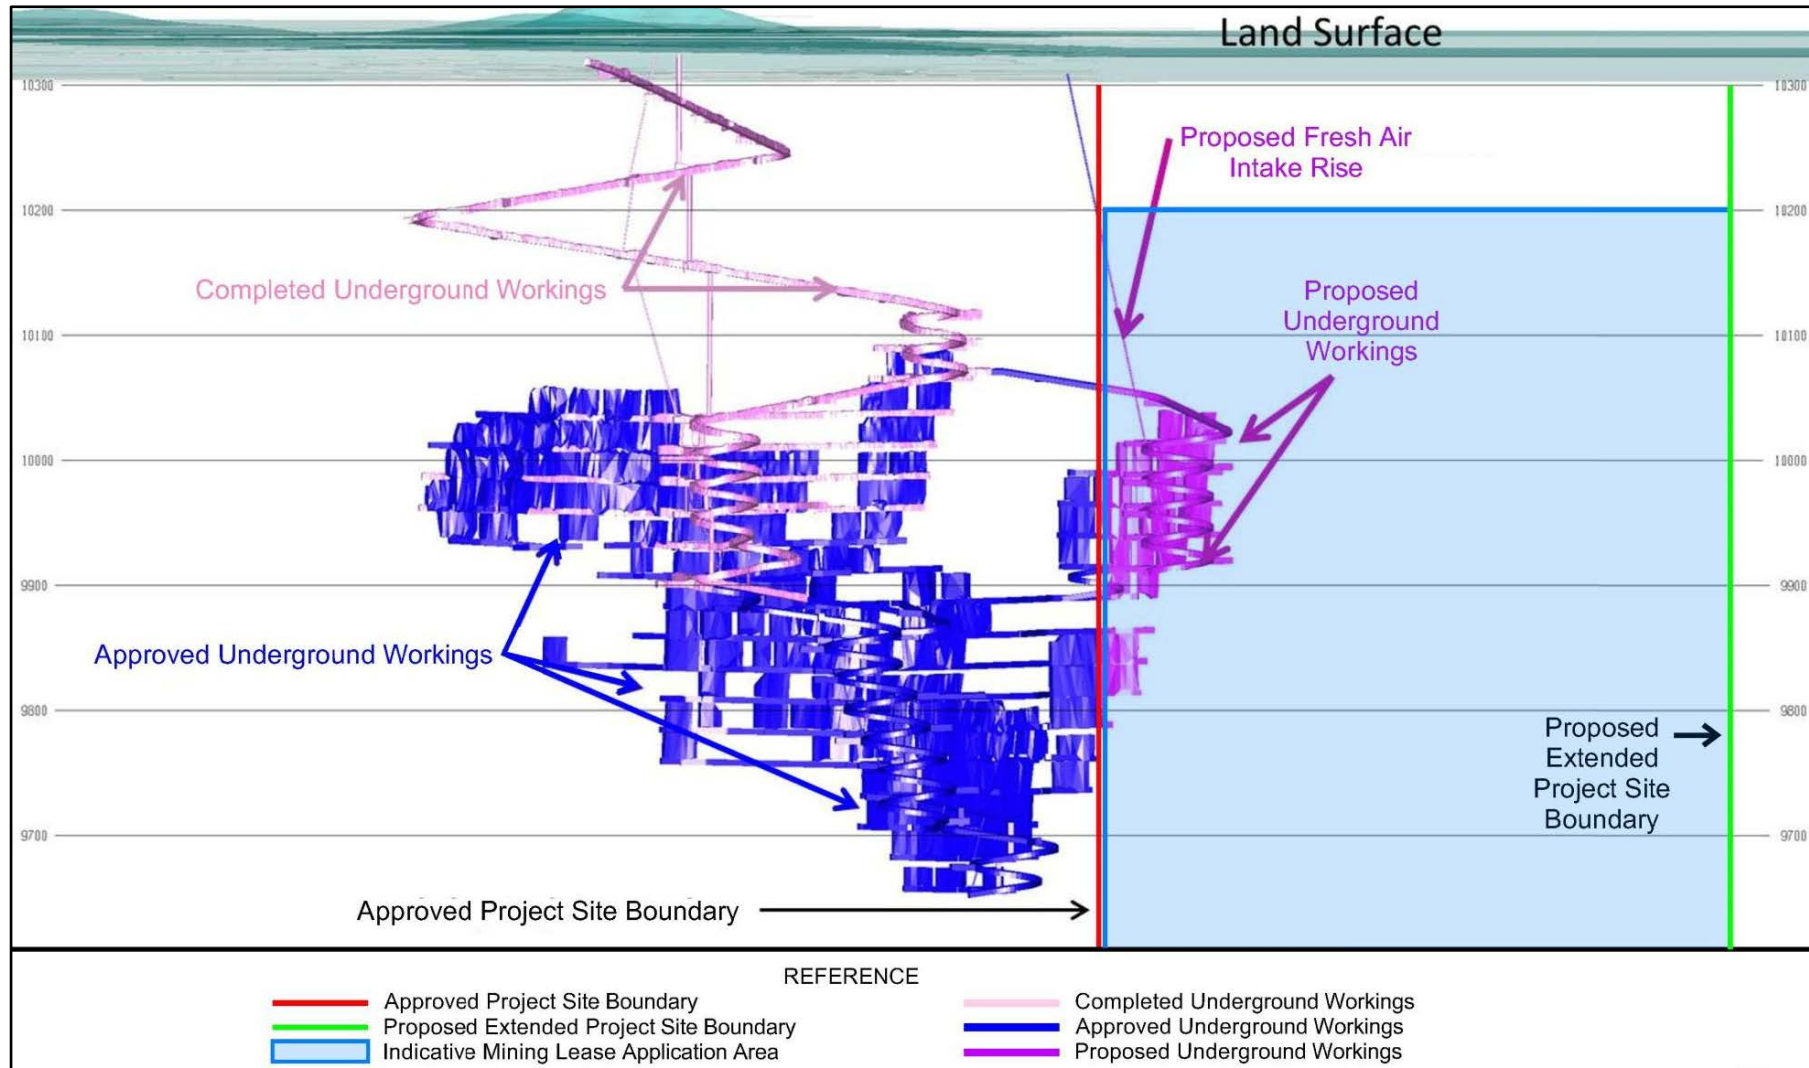 Land Surface
10300
10300
Proposed Fresh Air
Intake Rise
10200
10200
Completed Underground Workings
Proposed
Underground
Workings
10100
10100
10000
10000
9900
9900
Approved Underground Workings
9800
9800
Proposed
Extended
Project Site
Boundary
9700
9700
Approved Project Site Boundary
REFERENCE
Approved Project Site Boundary
Completed Underground Workings
Proposed Extended Project Site Boundary
Approved Underground Workings
Indicative Mining Lease Application Area
Proposed Underground Workings